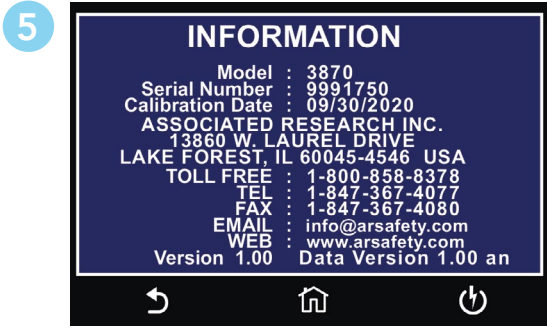 5
INFORMATION
Model : 3870
Serial Number : 9991750
Calibration Date : 09/30/2020
ASSOCIATED RESEARCH INC.
13860 W. LAUREL DRIVE
LAKE FOREST, IL 60045-4546 USA
TOLL FREE : 1-800-858-8378
TEL : 1-847-367-4077
FAX : 1-847-367-4080
EMAIL : info@arsafety.com
WEB : www.arsafety.com
Version 1.00 Data Version 1.00 an